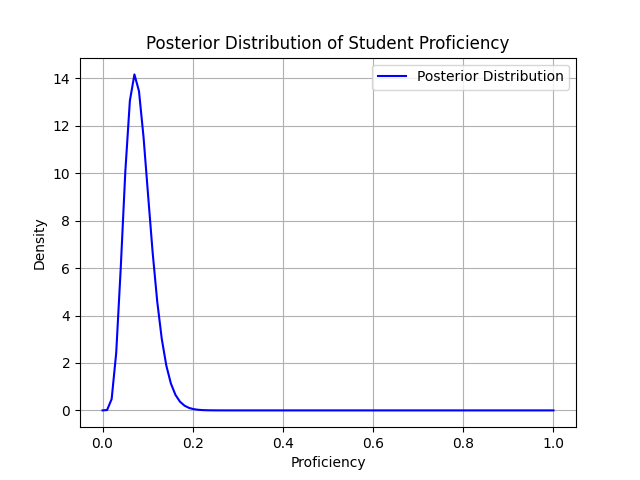 Posterior Distribution of Student Proficiency
Posterior Distribution
Density
14
12
10
8
6
4
2
0
0.0 0.2 0.4 0.6 0.8 1.0
Proficiency